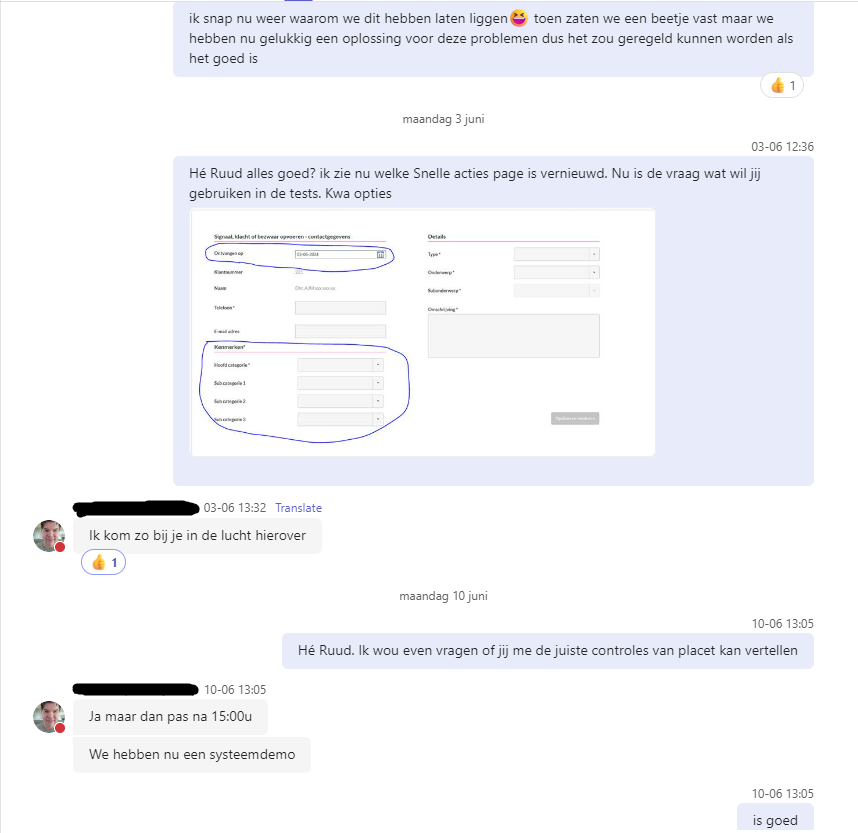 ik snap nu weer waarom we dit hebben laten liggen😆 toen zaten we een beetje vast maar we
hebben nu gelukkig een oplossing voor deze problemen dus het zou geregeld kunnen worden als
het goed is
👍 1
maandag 3 juni
03-06 12:36
Hé Ruud alles goed? ik zie nu welke Snelle acties page is vernieuwd. Nu is de vraag wat wil jij
gebruiken in de tests. Kwa opties
Signaal, klacht of bezwaar opvoeren - contactgegevens
Ontvangen op 03-06-2024
Klantnummer
Naam
Telefoon*
E-mail adres
Kenmerken*
Hoofd categorie*
Sub categorie 1
Sub categorie 2
Sub categorie 3
Details
Type*
Onderwerp*
Subonderwerp*
Omschrijving*
03-06 13:32 Translate
Ik kom zo bij je in de lucht hierover
👍 1
maandag 10 juni
10-06 13:05
Hé Ruud. Ik wou even vragen of jij me de juiste controles van placet kan vertellen
10-06 13:05
Ja maar dan pas na 15:00u
We hebben nu een systeemdemo
10-06 13:05
is goed